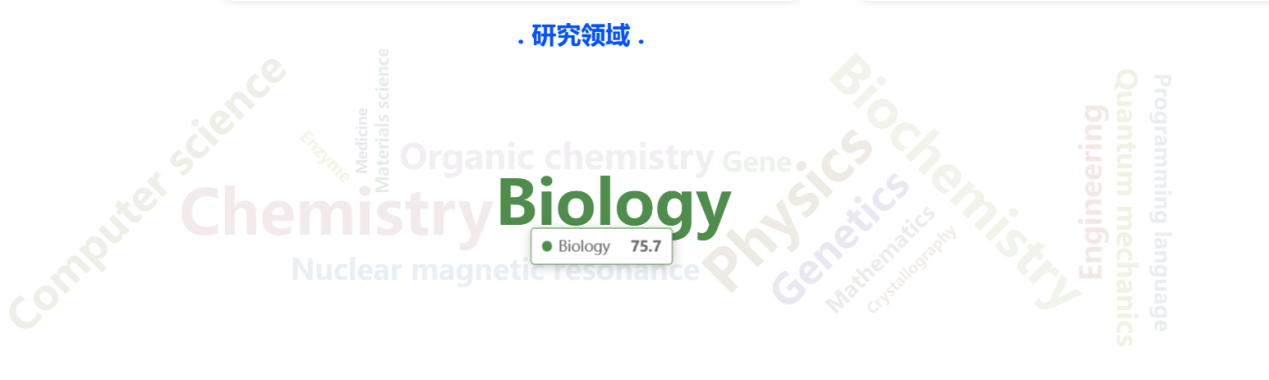 . 研究领域 .
Computer science
Enzyme
Medicine
Materials science
Organic chemistry
Gene
Chemistry
Biology
Biology 75.7
Nuclear magnetic resonance
Physics
Genetics
Mathematics
Crystallography
Biochemistry
Engineering
Quantum mechanics
Programming language